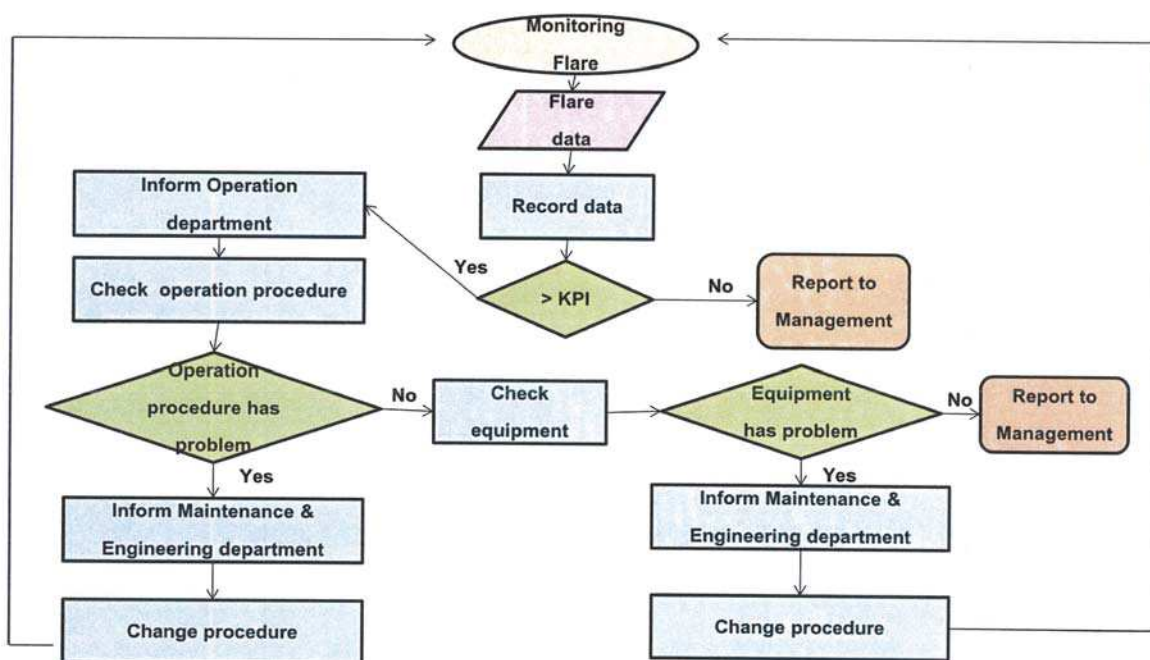 Monitoring
Flare
Flare
data
Inform Operation
department
Record data
Yes
Check operation procedure
> KPI
No
Report to
Management
Operation
procedure has
problem
No
Check
equipment
Equipment
has problem
No
Report to
Management
Yes
Yes
Inform Maintenance &
Engineering department
Inform Maintenance &
Engineering department
Change procedure
Change procedure